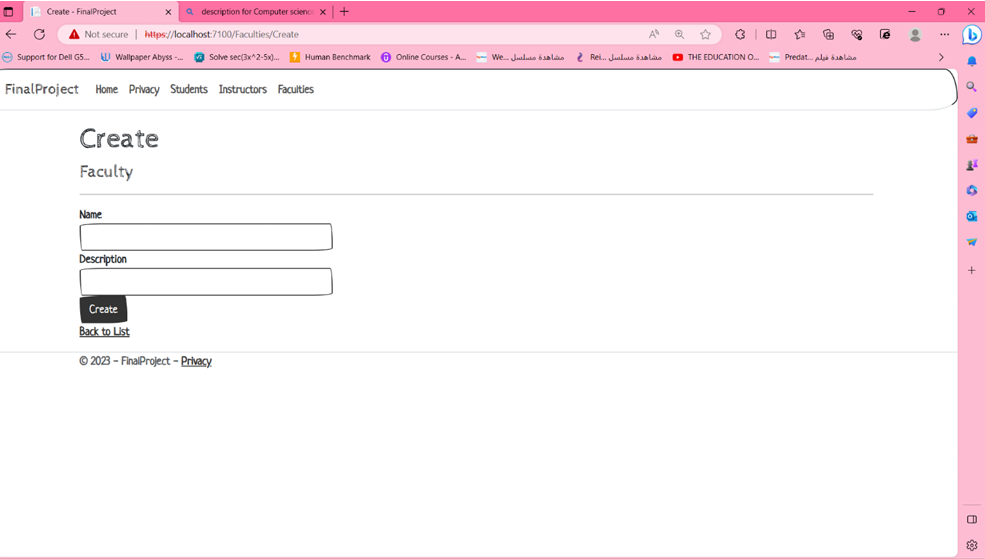 Create - FinalProject
description for Computer scienc
Not secure
https://localhost:7100/Faculties/Create
Support for Dell G5...
Wallpaper Abyss -...
Solve sec(3x^2-5x)...
Human Benchmark
Online Courses - A...
We... مشاهدة مسلسل
Rei... مشاهدة مسلسل
THE EDUCATION O...
Predat... مشاهدة فيلم
FinalProject
Home
Privacy
Students
Instructors
Faculties
Create
Faculty
Name
Description
Create
Back to List
© 2023 - FinalProject - Privacy